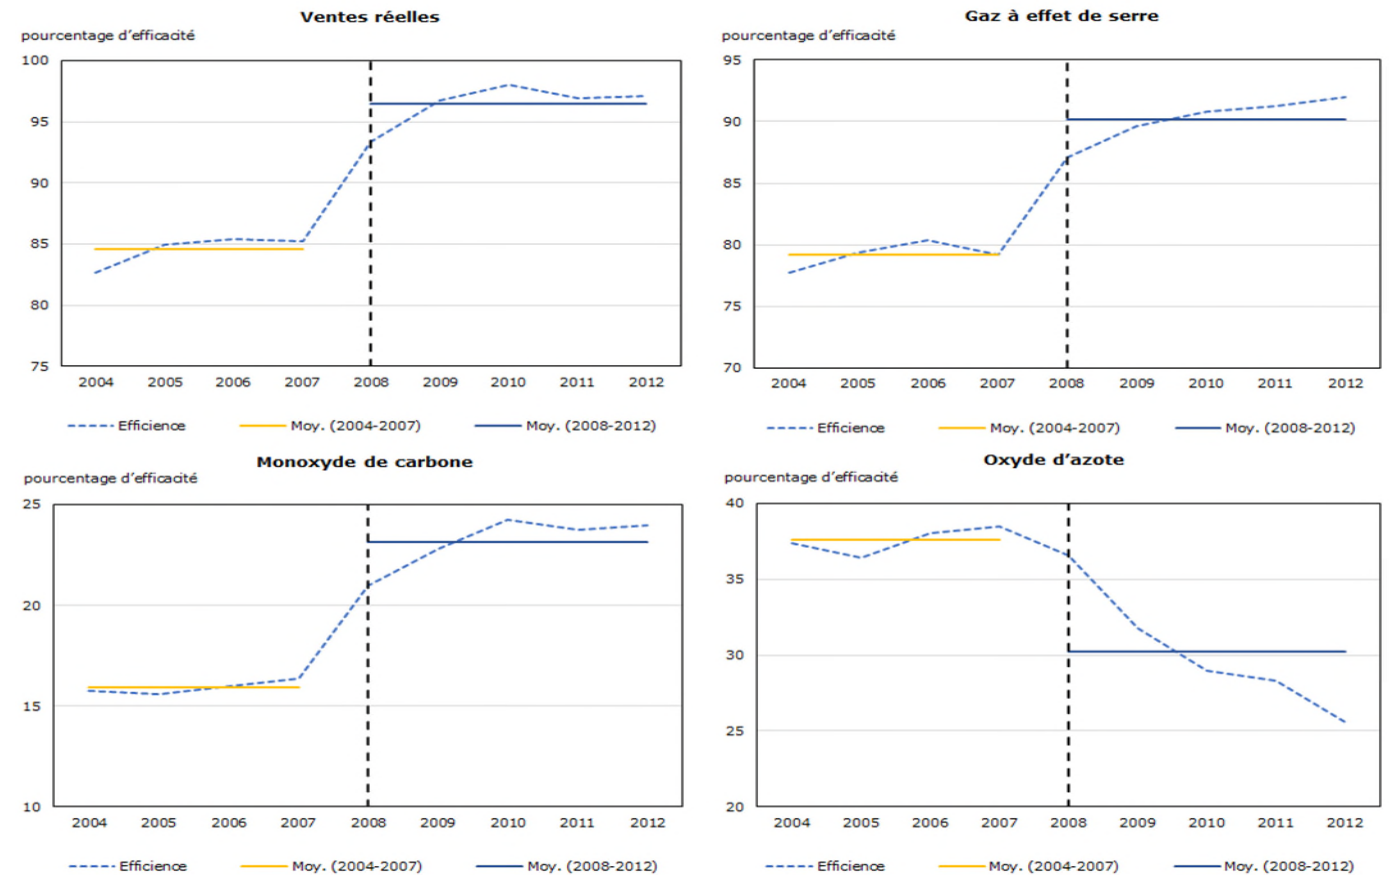 Ventes réelles
pourcentage d’efficacité
100
95
90
85
80
75
2004 2005 2006 2007 2008 2009 2010 2011 2012
Efficience Moy. (2004-2007) Moy. (2008-2012)
Gaz à effet de serre
pourcentage d’efficacité
95
90
85
80
75
70
2004 2005 2006 2007 2008 2009 2010 2011 2012
Efficience Moy. (2004-2007) Moy. (2008-2012)
Monoxyde de carbone
pourcentage d’efficacité
25
20
15
10
2004 2005 2006 2007 2008 2009 2010 2011 2012
Efficience Moy. (2004-2007) Moy. (2008-2012)
Oxyde d’azote
pourcentage d’efficacité
40
35
30
25
20
2004 2005 2006 2007 2008 2009 2010 2011 2012
Efficience Moy. (2004-2007) Moy. (2008-2012)